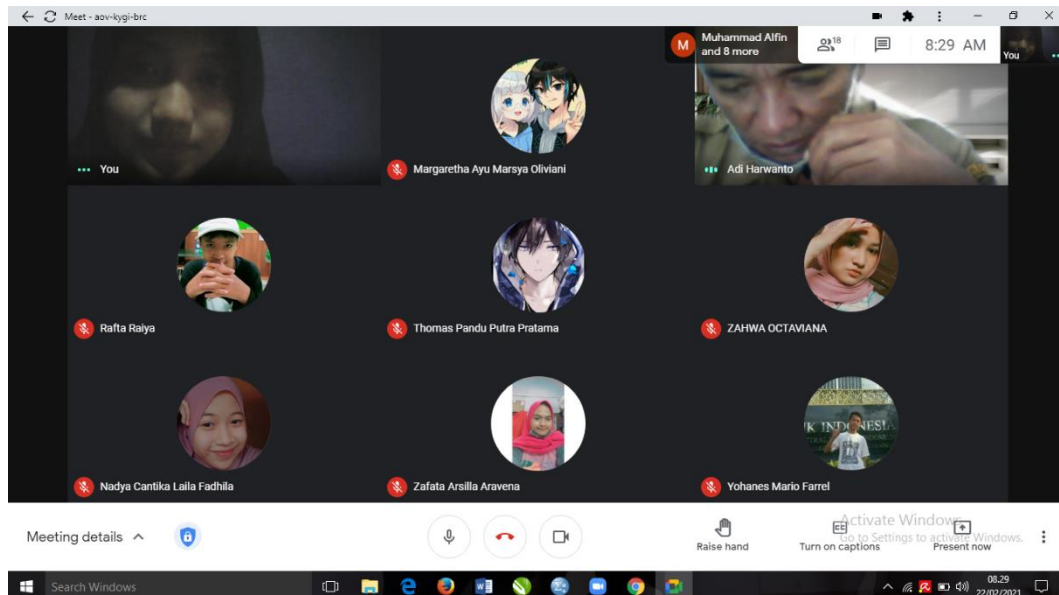 Meet - aov-kygi-brc
M
Muhammad Alfin
and 8 more
18
8:29 AM
You
You
Margaretha Ayu Marsya Oliviani
Adi Harwanto
Rafta Raiya
Thomas Pandu Putra Pratama
ZAHWA OCTAVIANA
K INDONESIA
Nadya Cantika Laila Fadhila
Zafata Arsilla Aravena
Yohanes Mario Farrel
Meeting details
Raise hand
Turn on captions
Present now
Activate Windows
Go to Settings to activate Windows.
Search Windows
08.29
22/02/2021